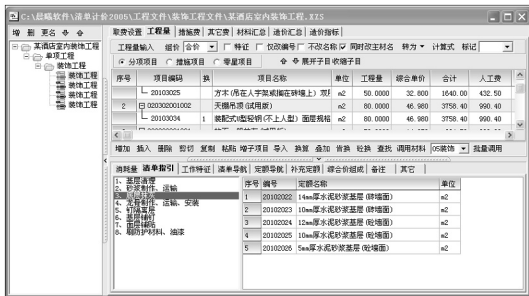 C:\晨曦软件\清单计价2005\工程文件\装饰工程文件\某酒店室内装饰工程.XZS
增 删 更名
取费设置 工程量 措施费 其它费 材料汇总 造价汇总 造价指标
工程量输入 组价 合价 特征 仅改编号 不改名称 同时改主材名 转为 计算式 标记
分项项目 措施项目 零星项目 展开子目 收缩子目
某酒店室内装饰工程
单项工程
装饰工程
装饰工程
装饰工程
装饰工程
装饰工程
序号 项目编码 换 项目名称 单位 工程量 综合单价 合计 人工费
20103025 方木(吊在人字架或搁在砖墙上) 双 m2 50.0000 32.800 1640.00 432.50
2 020302001002 天棚吊顶(试用版) m2 80.0000 46.980 3758.40 990.40
20103034 1 装配式U型轻钢(不上人型) 面层规格 m2 80.0000 46.980 3758.40 990.40
增加 插入 删除 剪切 复制 粘贴 增子项目 导入 换算 叠加 省换 砼换 查找 调用材料 05装饰 批量调用
消耗量 清单指引 工作特征 清单导航 定额导航 补充定额 综合价组成 备注 其它
1、基层清理
2、砂浆制作、运输
3、底层抹灰
4、龙骨制作、运输、安装
5、钉隔离层
6、基层铺钉
7、面层铺贴
8、刷防护材料、油漆
序号 编号 定额名称 单位
1 20102022 14mm厚水泥砂浆基层(砖墙面) m2
2 20102023 10mm厚水泥砂浆基层(砖墙面) m2
3 20102024 12mm厚水泥砂浆基层(砼墙面) m2
4 20102025 10mm厚水泥砂浆基层(砼墙面) m2
5 20102026 5mm厚水泥砂浆基层(砼墙面) m2